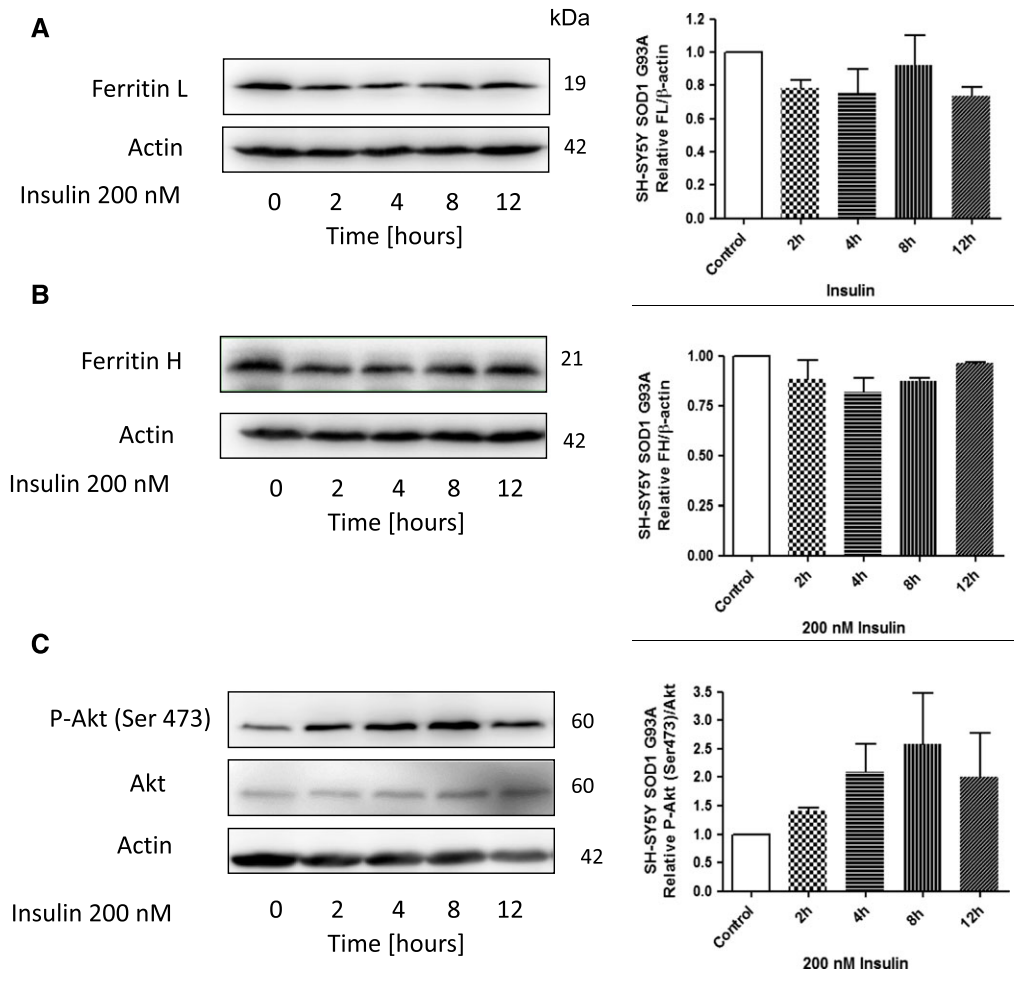 A
kDa
Ferritin L
19
Actin
42
Insulin 200 nM
0 2 4 8 12
Time [hours]
SH-SY5Y SOD1 G93A
Relative FL/β-actin
1.2
1.0
0.8
0.6
0.4
0.2
0.0
Control 2h 4h 8h 12h
Insulin
B
Ferritin H
21
Actin
42
Insulin 200 nM
0 2 4 8 12
Time [hours]
SH-SY5Y SOD1 G93A
Relative FH/β-actin
1.00
0.75
0.50
0.25
0.00
Control 2h 4h 8h 12h
200 nM Insulin
C
P-Akt (Ser 473)
60
Akt
60
Actin
42
Insulin 200 nM
0 2 4 8 12
Time [hours]
SH-SY5Y SOD1 G93A
Relative P-Akt (Ser473)/Akt
3.5
3.0
2.5
2.0
1.5
1.0
0.5
0.0
Control 2h 4h 8h 12h
200 nM Insulin